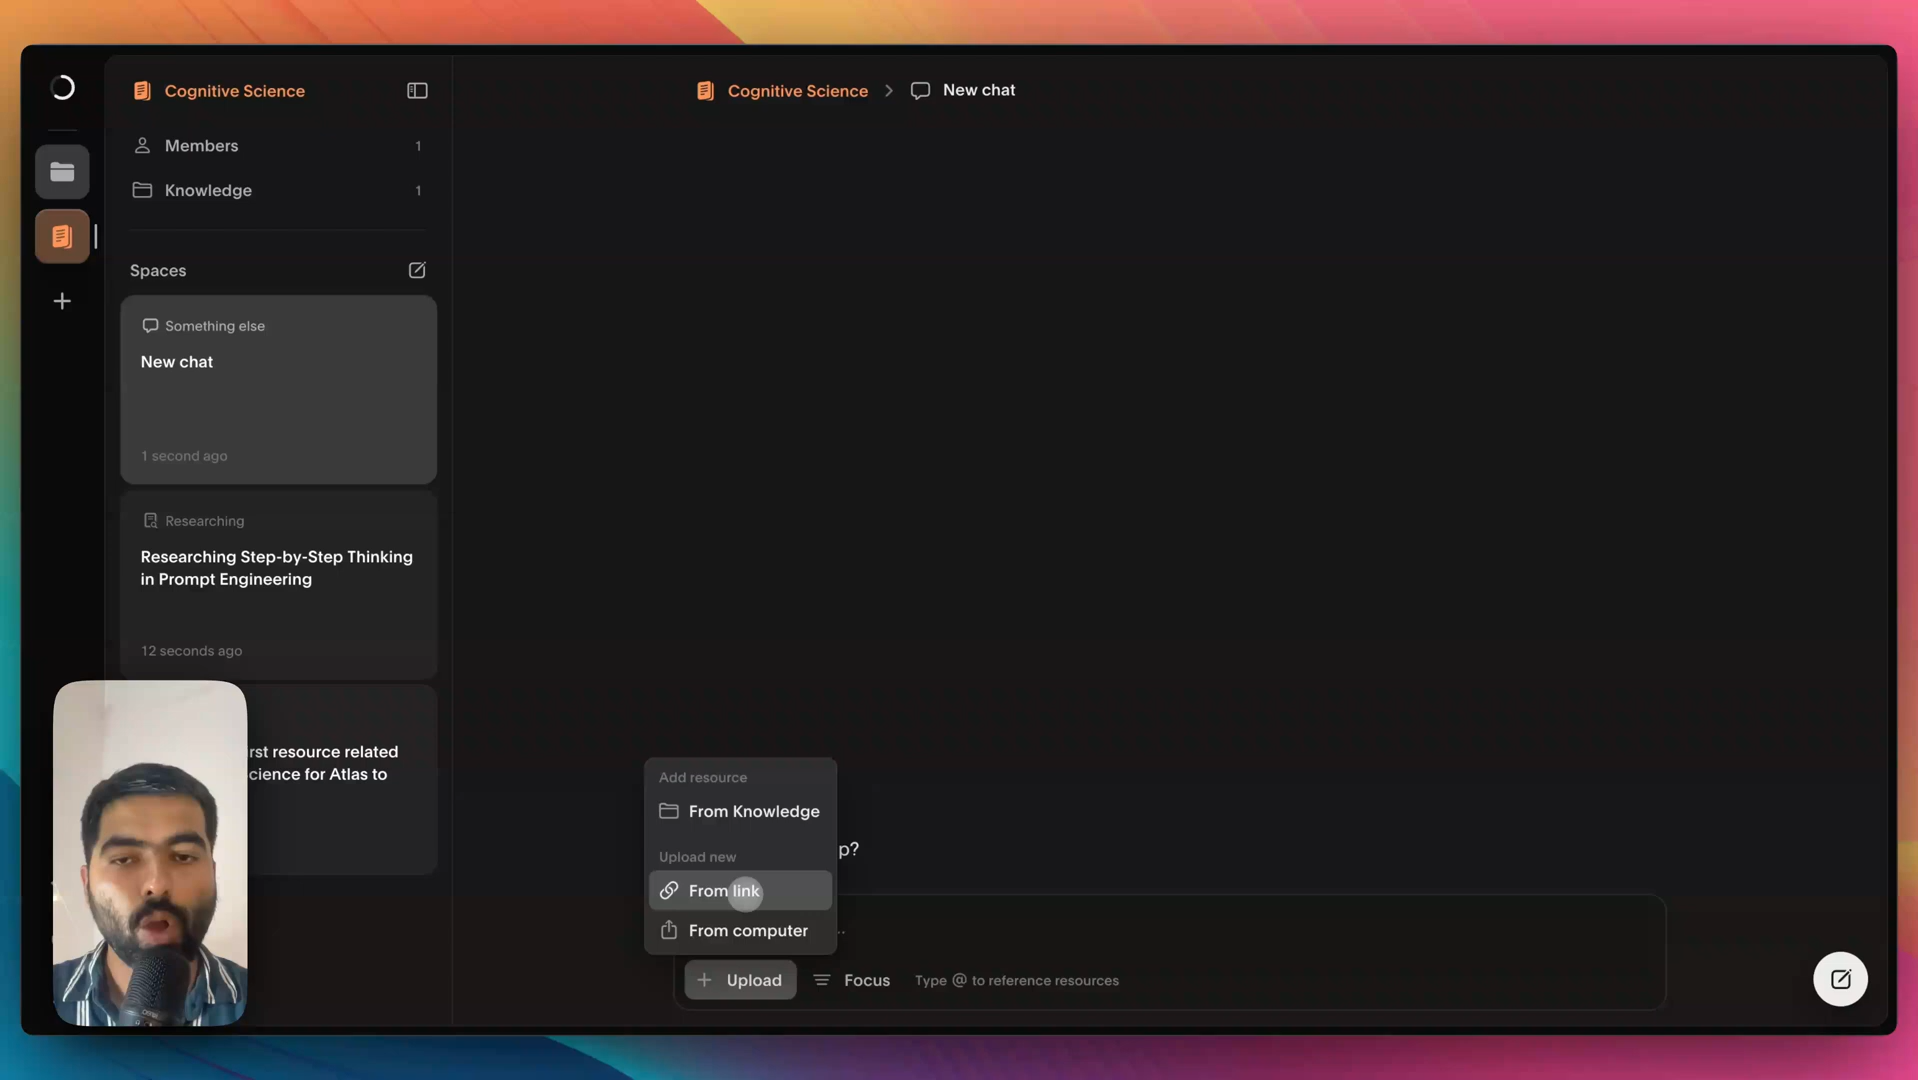 Cognitive Science
Members 1
Knowledge 1
Spaces
Something else
New chat
1 second ago
Researching
Researching Step-by-Step Thinking
in Prompt Engineering
12 seconds ago
resource related
for Atlas to
Cognitive Science > New chat
Add resource
From Knowledge
Upload new
From link
From computer
p?
..
+ Upload
Focus
Type @ to reference resources